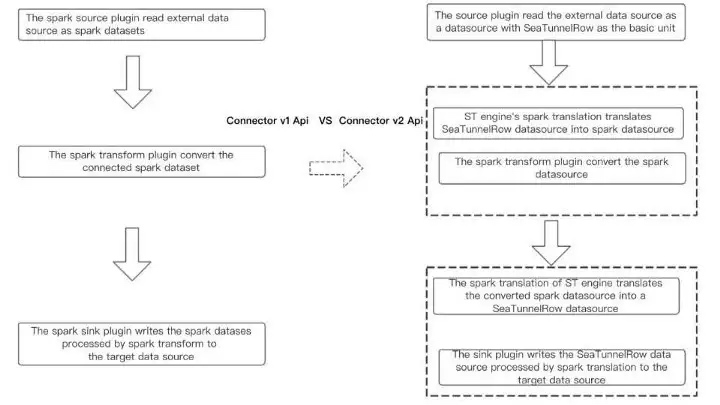 The spark source plugin read external data
source as spark datasets
The source plugin read the external data source as
a datasource with SeaTunnelRow as the basic unit
Connector v1 Api VS Connector v2 Api
ST engine's spark translation translates
SeaTunnelRow datasource into spark datasource
The spark transform plugin convert the
connected spark dataset
The spark transform plugin convert the spark
datasource
The spark translation of ST engine translates
the converted spark datasource into a
SeaTunnelRow datasource
The spark sink plugin writes the spark datases
processed by spark transform to
the target data source
The sink plugin writes the SeaTunnelRow data
source processed by spark translation to the
target data source